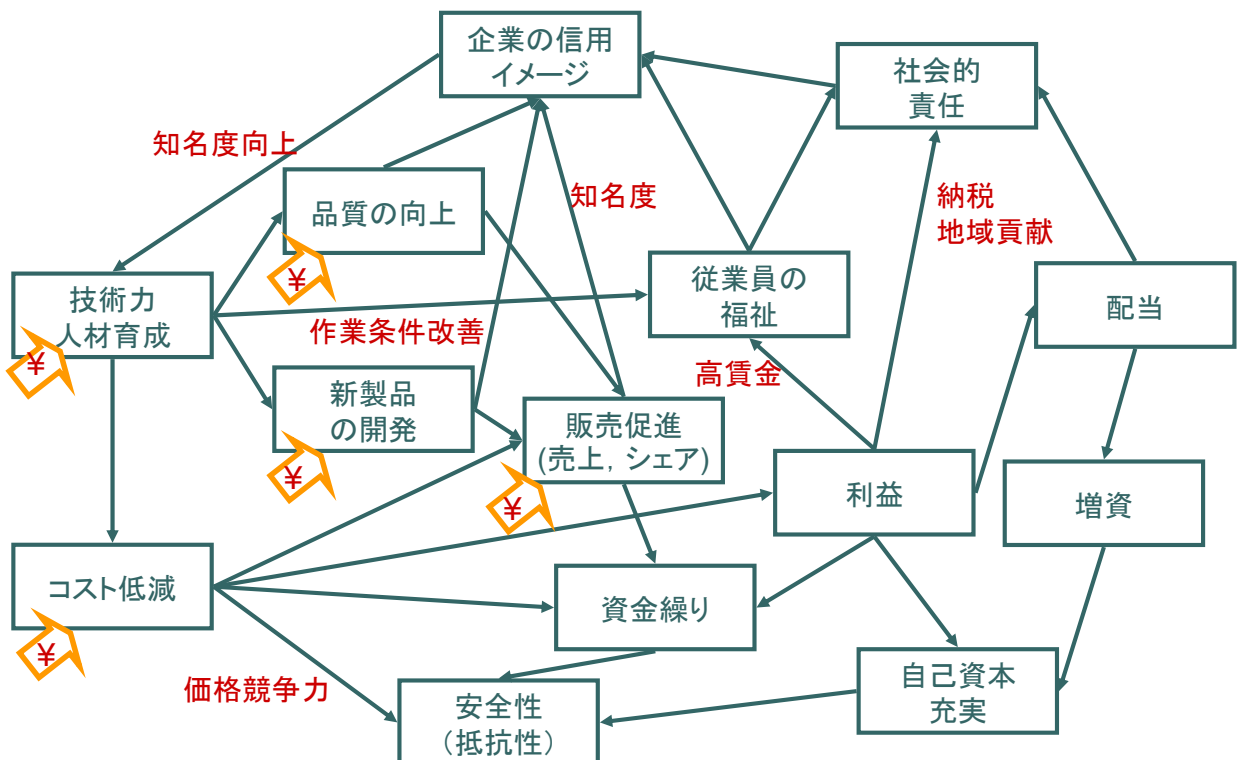 企業の信用
イメージ
社会的
責任
知名度向上
品質の向上
知名度
納税
地域貢献
¥
従業員の
福祉
配当
技術力
人材育成
¥
作業条件改善
高賃金
新製品
の開発
¥
販売促進
(売上，シェア)
¥
利益
増資
コスト低減
¥
資金繰り
価格競争力
安全性
（抵抗性）
自己資本
充実